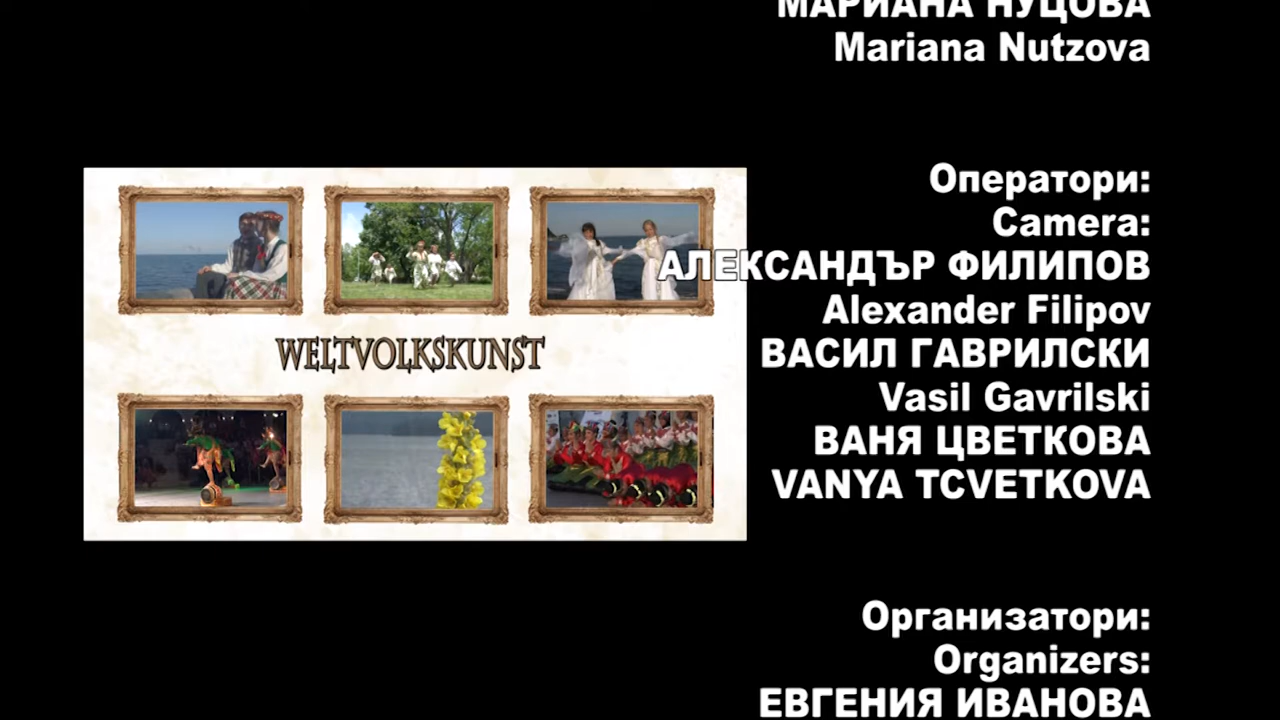 МАРИАНА НУЦОВА
Mariana Nutzova
Оператори:
Camera:
АЛЕКСАНДЪР ФИЛИПОВ
Alexander Filipov
ВАСИЛ ГАВРИЛСКИ
Vasil Gavrilski
ВАНЯ ЦВЕТКОВА
VANYA TCVETKOVA
Организатори:
Organizers:
ЕВГЕНИЯ ИВАНОВА
WELTVOLKSKUNST